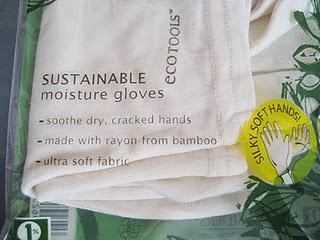 ECOTOOLS™
SUSTAINABLE
moisture gloves
- soothe dry, cracked hands
- made with rayon from bamboo
- ultra soft fabric
SILKY SOFT HANDS!
1%